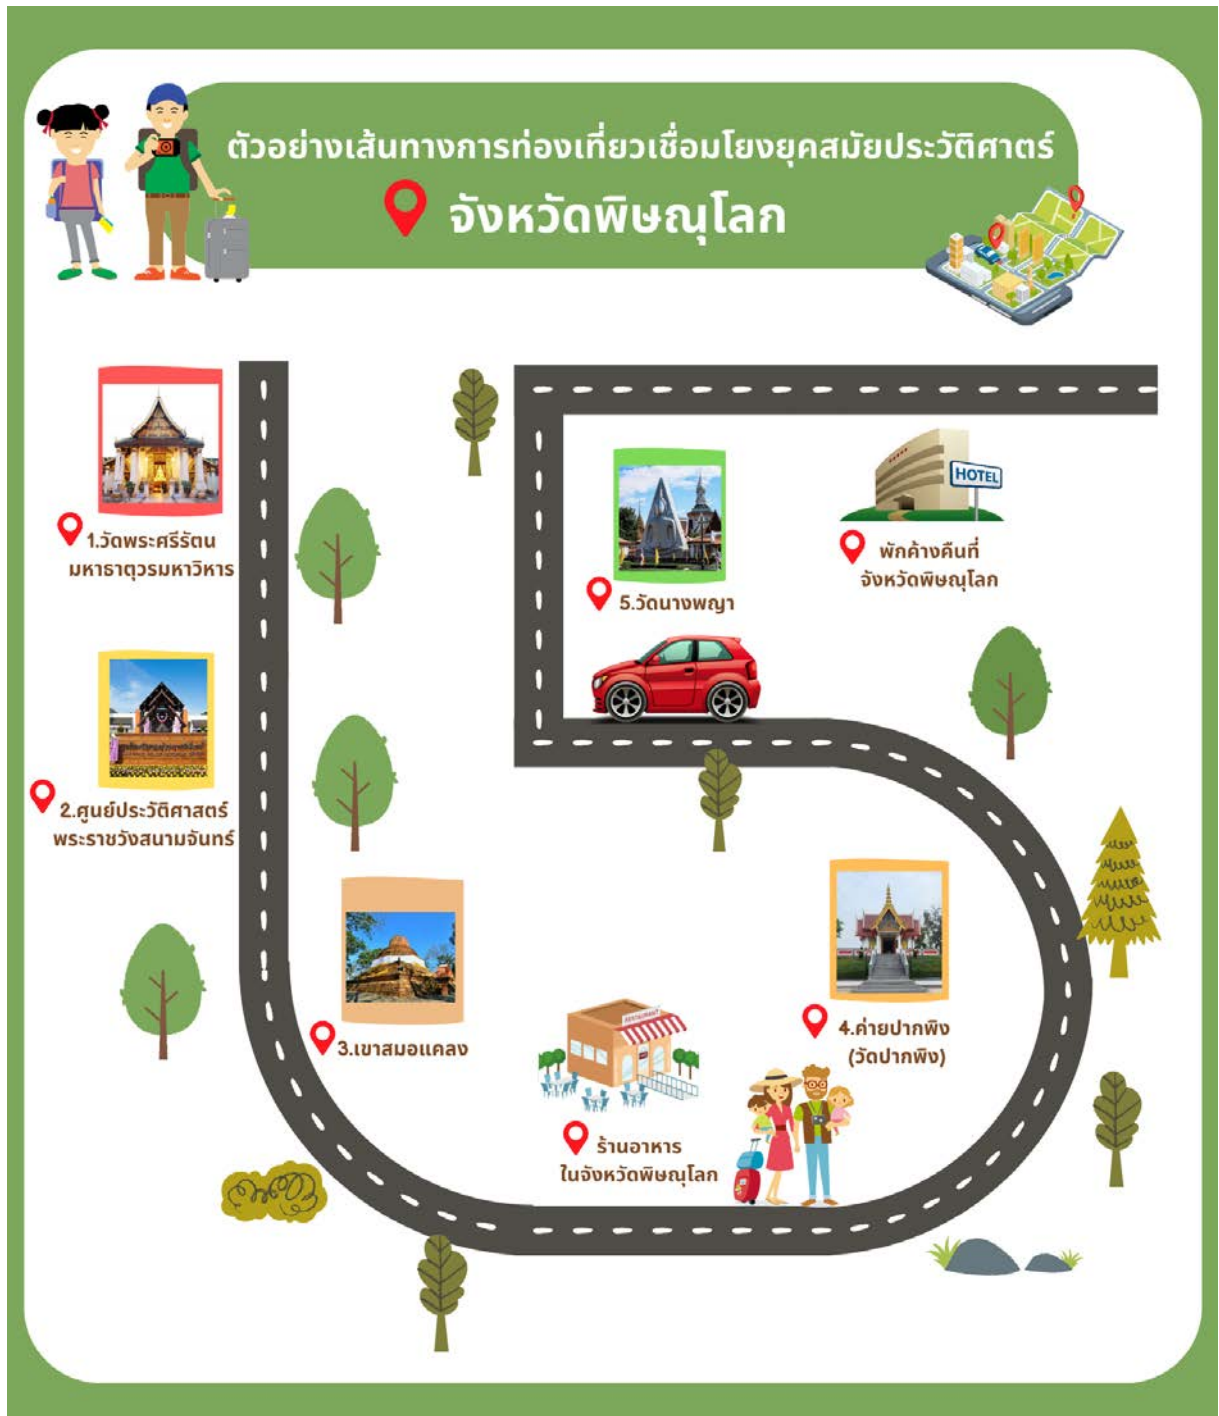 ตัวอย่างเส้นทางการท่องเที่ยวเชื่อมโยงยุคสมัยประวัติศาตร์
จังหวัดพิษณุโลก
1.วัดพระศรีรัตน
มหาธาตุวรมหาวิหาร
2.ศูนย์ประวัติศาสตร์
พระราชวังสนามจันทร์
3.เขาสมอแคลง
RESTAURANT
ร้านอาหาร
ในจังหวัดพิษณุโลก
4.ค่ายปากพิง
(วัดปากพิง)
5.วัดนางพญา
HOTEL
พักค้างคืนที่
จังหวัดพิษณุโลก